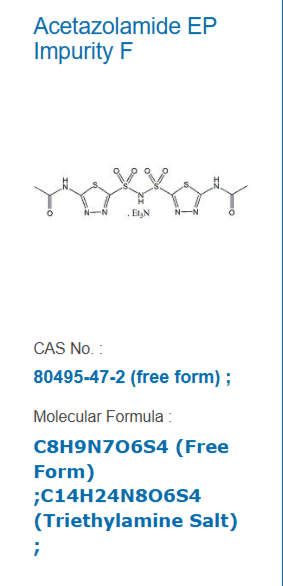 Acetazolamide EP
Impurity F
H
N
S
O O O O
S S
N
H
S
H
N
O
N-N
. Et3N
N-N
O
CAS No. :
80495-47-2 (free form) ;
Molecular Formula :
C8H9N7O6S4 (Free
Form)
;C14H24N8O6S4
(Triethylamine Salt)
;